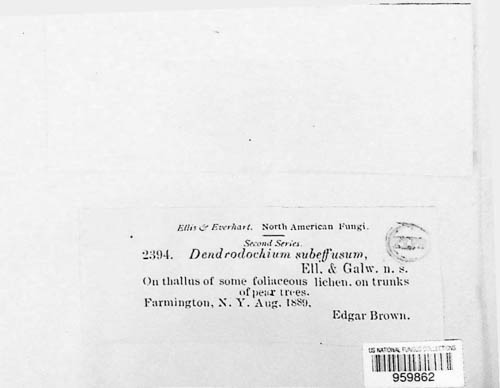 Ellis & Everhart. North American Fungi.
Second Series.
2394. Dendrodochium subeffusum,
Ell. & Galw. n. s.
On thallus of some foliaceous lichen, on trunks
of pear trees.
Farmington, N. Y. Aug. 1889.
Edgar Brown.
US NATIONAL FUNGUS COLLECTIONS
959862